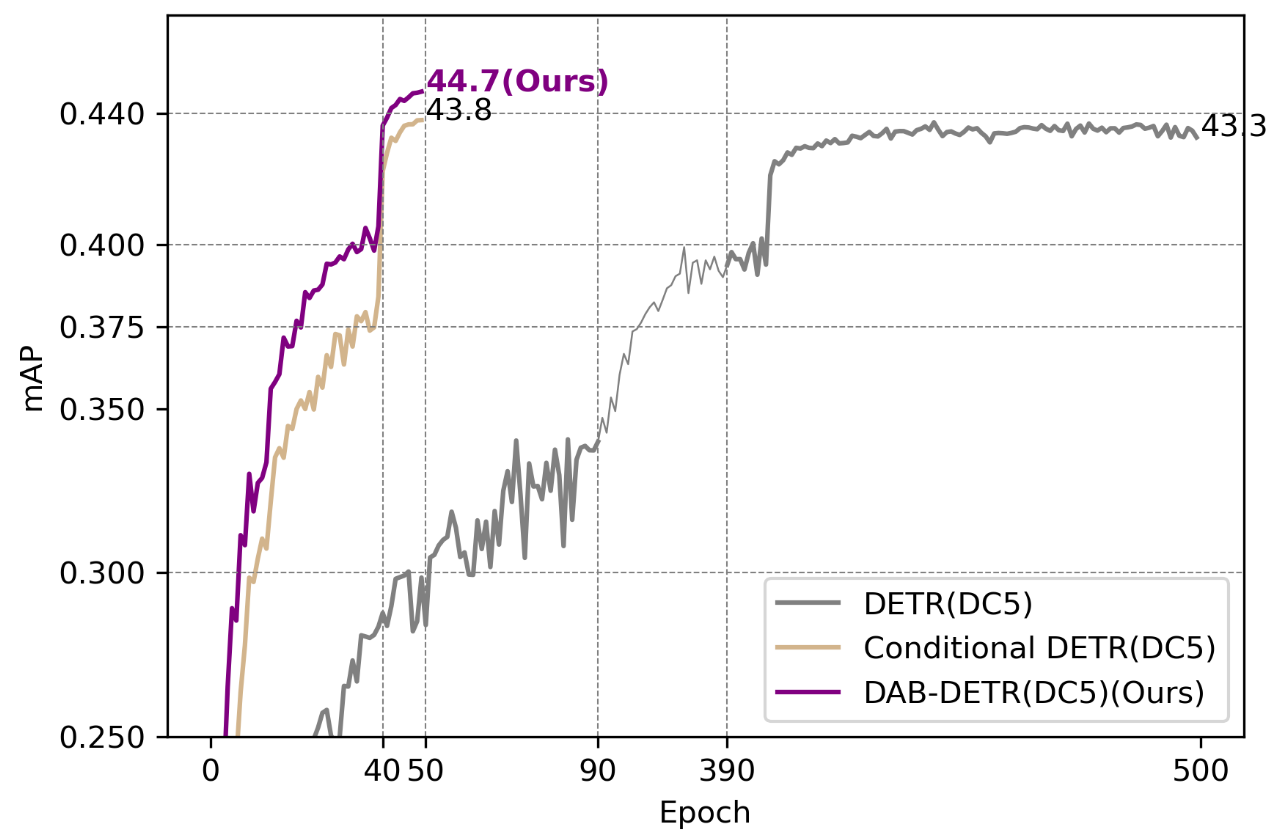 44.7(Ours)
43.8
43.3
0.440
0.400
0.375
0.350
0.300
0.250
mAP
0 40 50 90 390 500
Epoch
DETR(DC5)
Conditional DETR(DC5)
DAB-DETR(DC5)(Ours)